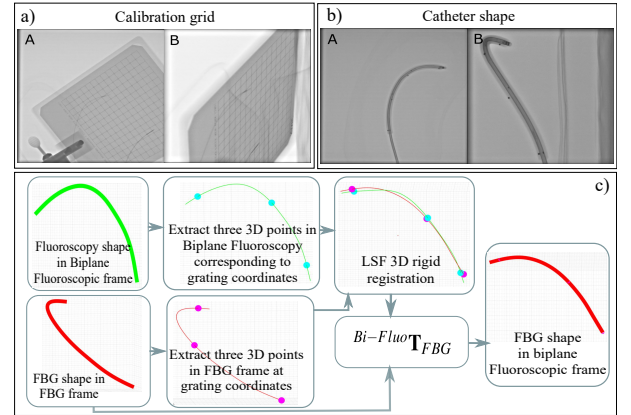 a) Calibration grid
A
B
b) Catheter shape
A
B
c)
Fluoroscopy shape
in Biplane
Fluoroscopic frame
Extract three 3D points in
Biplane Fluoroscopy
corresponding to
grating coordinates
LSF 3D rigid
registration
FBG shape in
FBG frame
Extract three 3D points
in FBG frame at
grating coordinates
Bi−Fluo T FBG
FBG shape
in biplane
Fluoroscopic frame